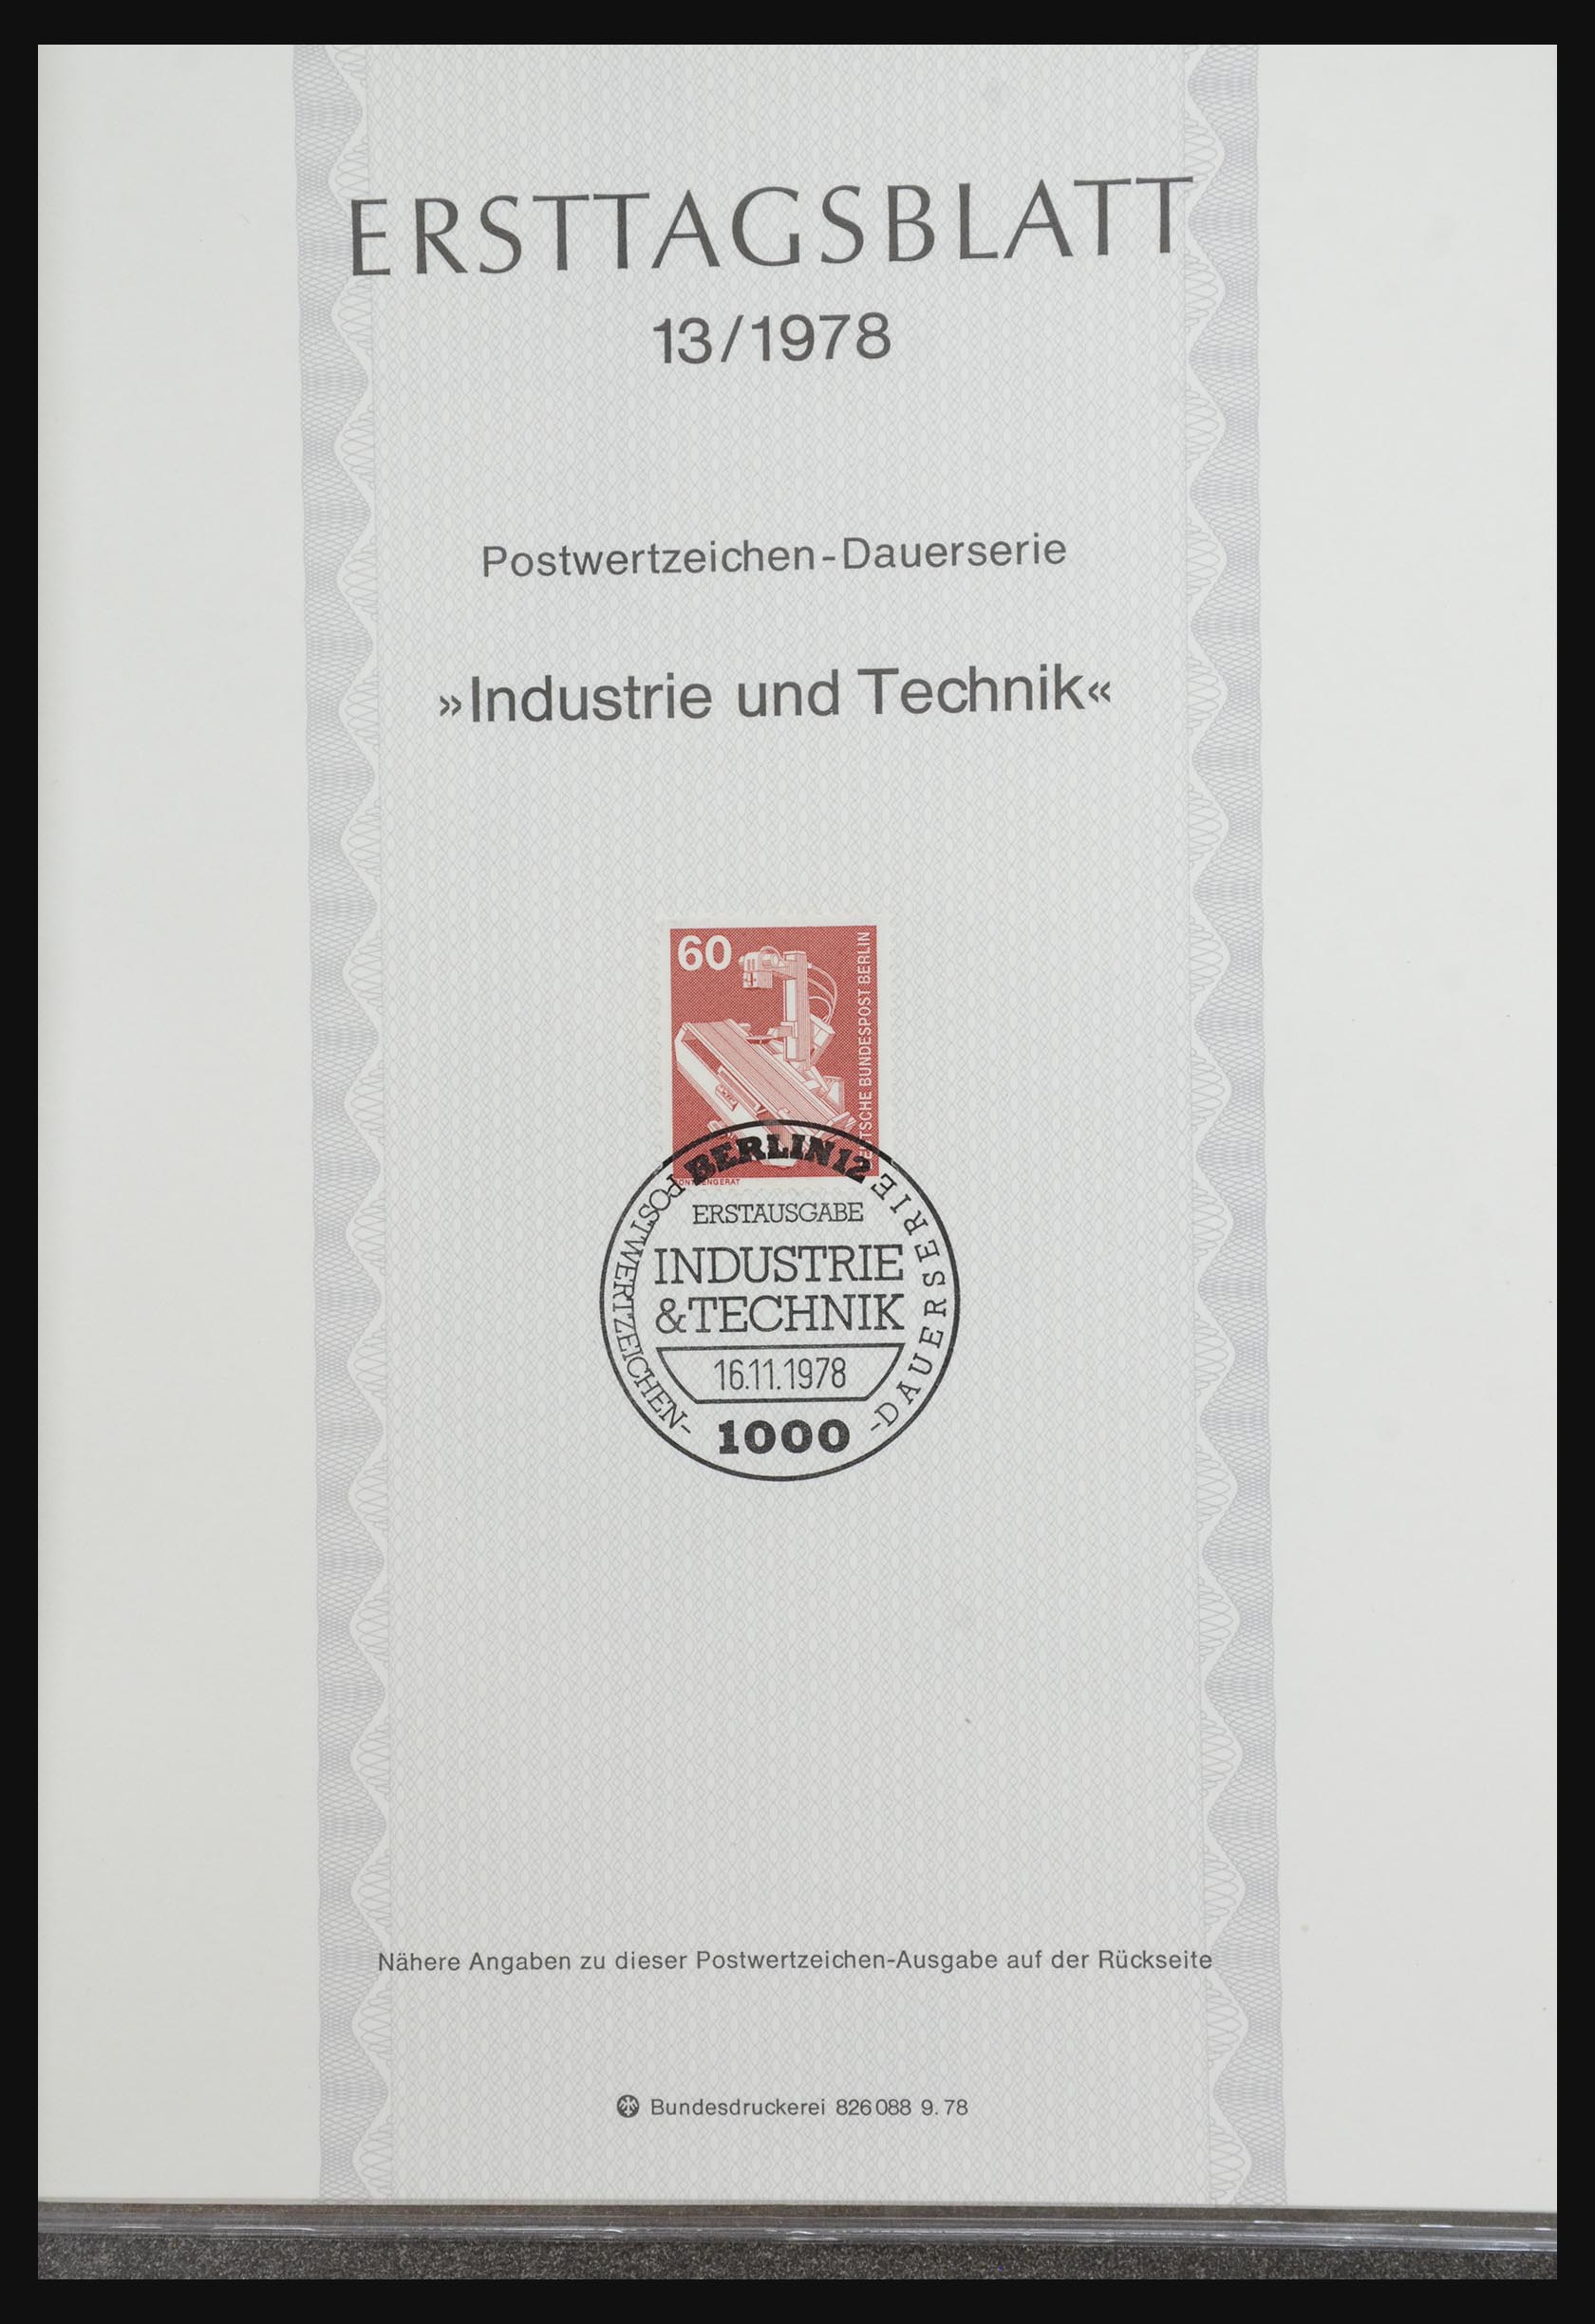 ERSTTAGSBLATT
13/1978
Postwertzeichen-Dauerserie
»Industrie und Technik«
60
DEUTSCHE BUNDESPOST BERLIN
BERLIN 12
POSTWERTZEICHEN-
-DAUERSERIE
ERSTAUSGABE
INDUSTRIE
&TECHNIK
16.11.1978
1000
Nähere Angaben zu dieser Postwertzeichen-Ausgabe auf der Rückseite
Bundesdruckerei 826088 9.78